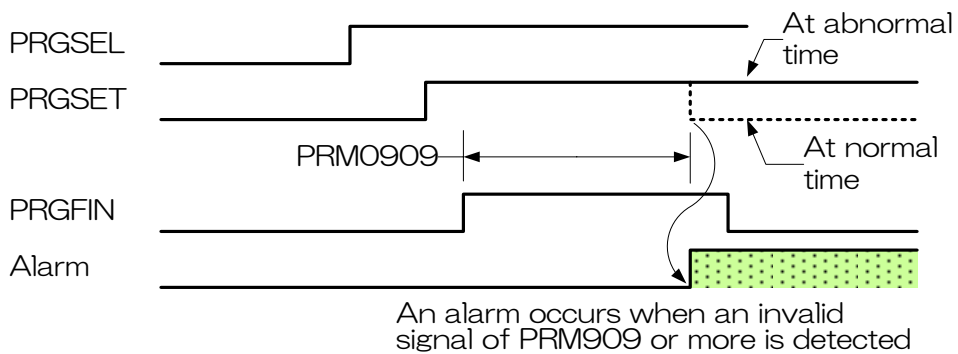 PRGSEL
At abnormal
time
PRGSET
PRM0909
At normal
time
PRGFIN
Alarm
An alarm occurs when an invalid
signal of PRM909 or more is detected